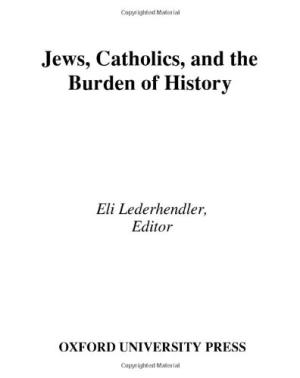 Copyrighted Material
Jews, Catholics, and the
Burden of History
Eli Lederhendler,
Editor
OXFORD UNIVERSITY PRESS
Copyrighted Material